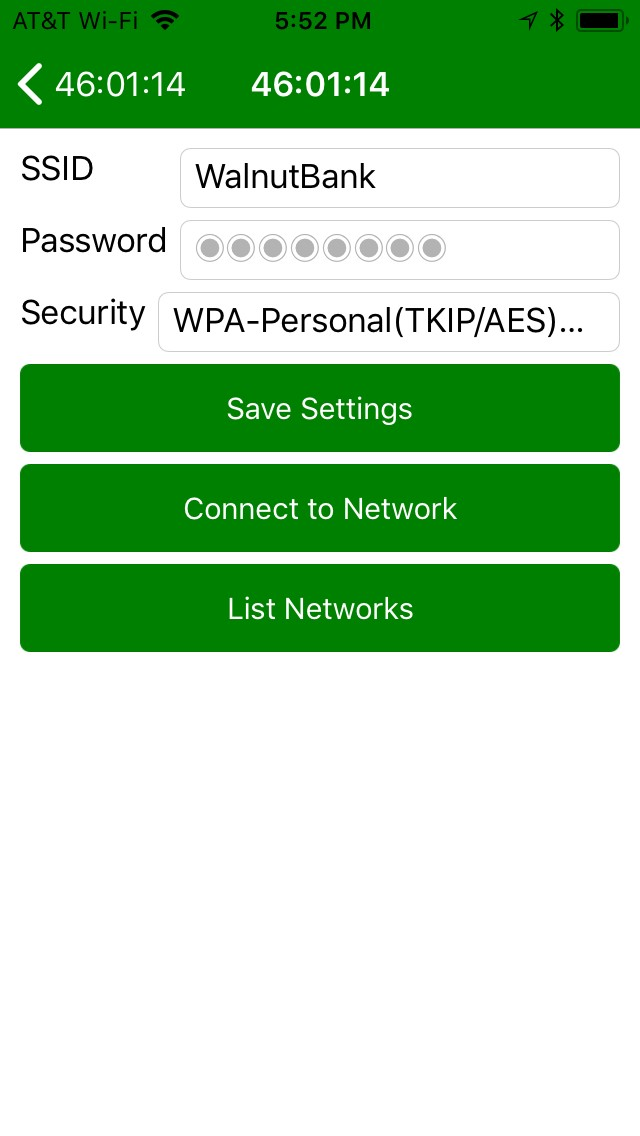 AT&T Wi-Fi 5:52 PM
46:01:14 46:01:14
SSID WalnutBank
Password
Security WPA-Personal(TKIP/AES)...
Save Settings
Connect to Network
List Networks